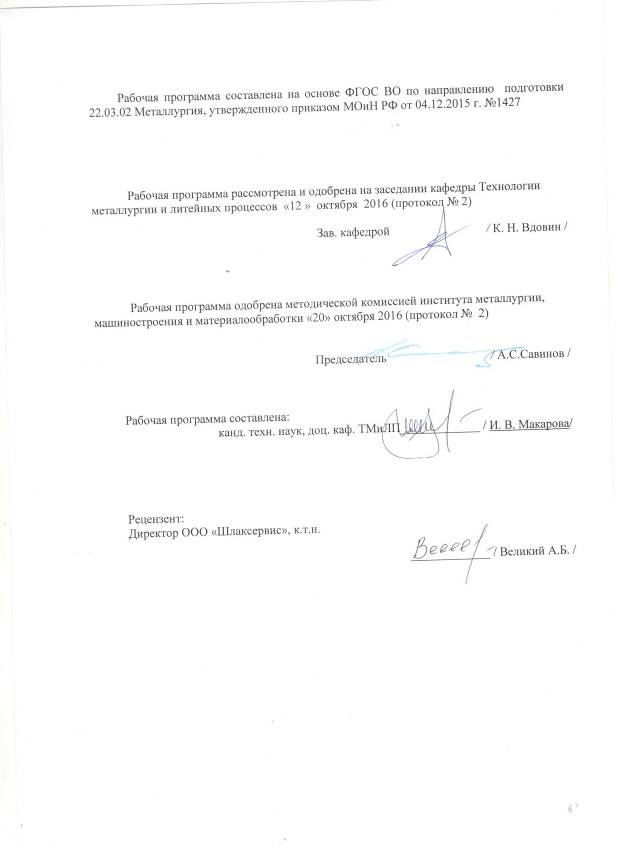 Рабочая программа составлена на основе ФГОС ВО по направлению подготовки
22.03.02 Металлургия, утвержденного приказом МОиН РФ от 04.12.2015 г. №1427
Рабочая программа рассмотрена и одобрена на заседании кафедры Технологии
металлургии и литейных процессов «12 » октября 2016 (протокол № 2)
Зав. кафедрой / К. Н. Вдовин /
Рабочая программа одобрена методической комиссией института металлургии,
машиностроения и материалообработки «20» октября 2016 (протокол № 2)
Председатель / А.С.Савинов /
Рабочая программа составлена:
канд. техн. наук, доц. каф. ТМиЛП / И. В. Макарова/
Рецензент:
Директор ООО «Шлаксервис», к.т.н.
/ Великий А.Б. /